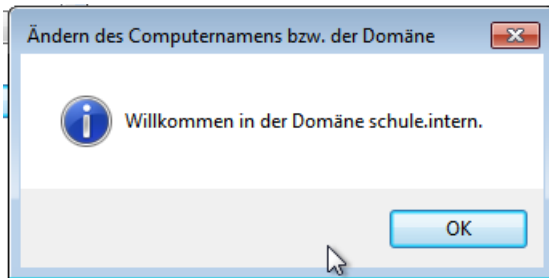 Ändern des Computernamens bzw. der Domäne
Willkommen in der Domäne schule.intern.
OK